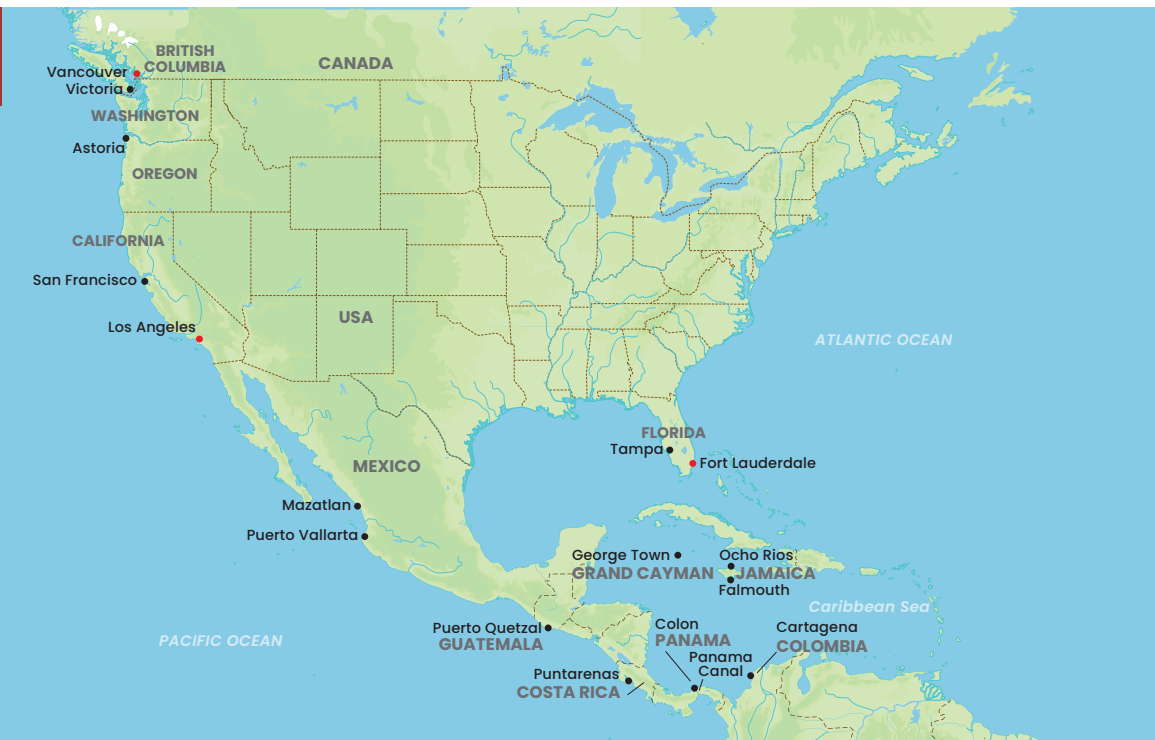 BRITISH
COLUMBIA
CANADA
Vancouver
Victoria
WASHINGTON
Astoria
OREGON
CALIFORNIA
San Francisco
Los Angeles
USA
ATLANTIC OCEAN
FLORIDA
Tampa
Fort Lauderdale
MEXICO
Mazatlan
Puerto Vallarta
George Town
GRAND CAYMAN
Ocho Rios
JAMAICA
Falmouth
Caribbean Sea
PACIFIC OCEAN
Puerto Quetzal
GUATEMALA
Colon
PANAMA
Cartagena
COLOMBIA
Panama
Canal
Puntarenas
COSTA RICA